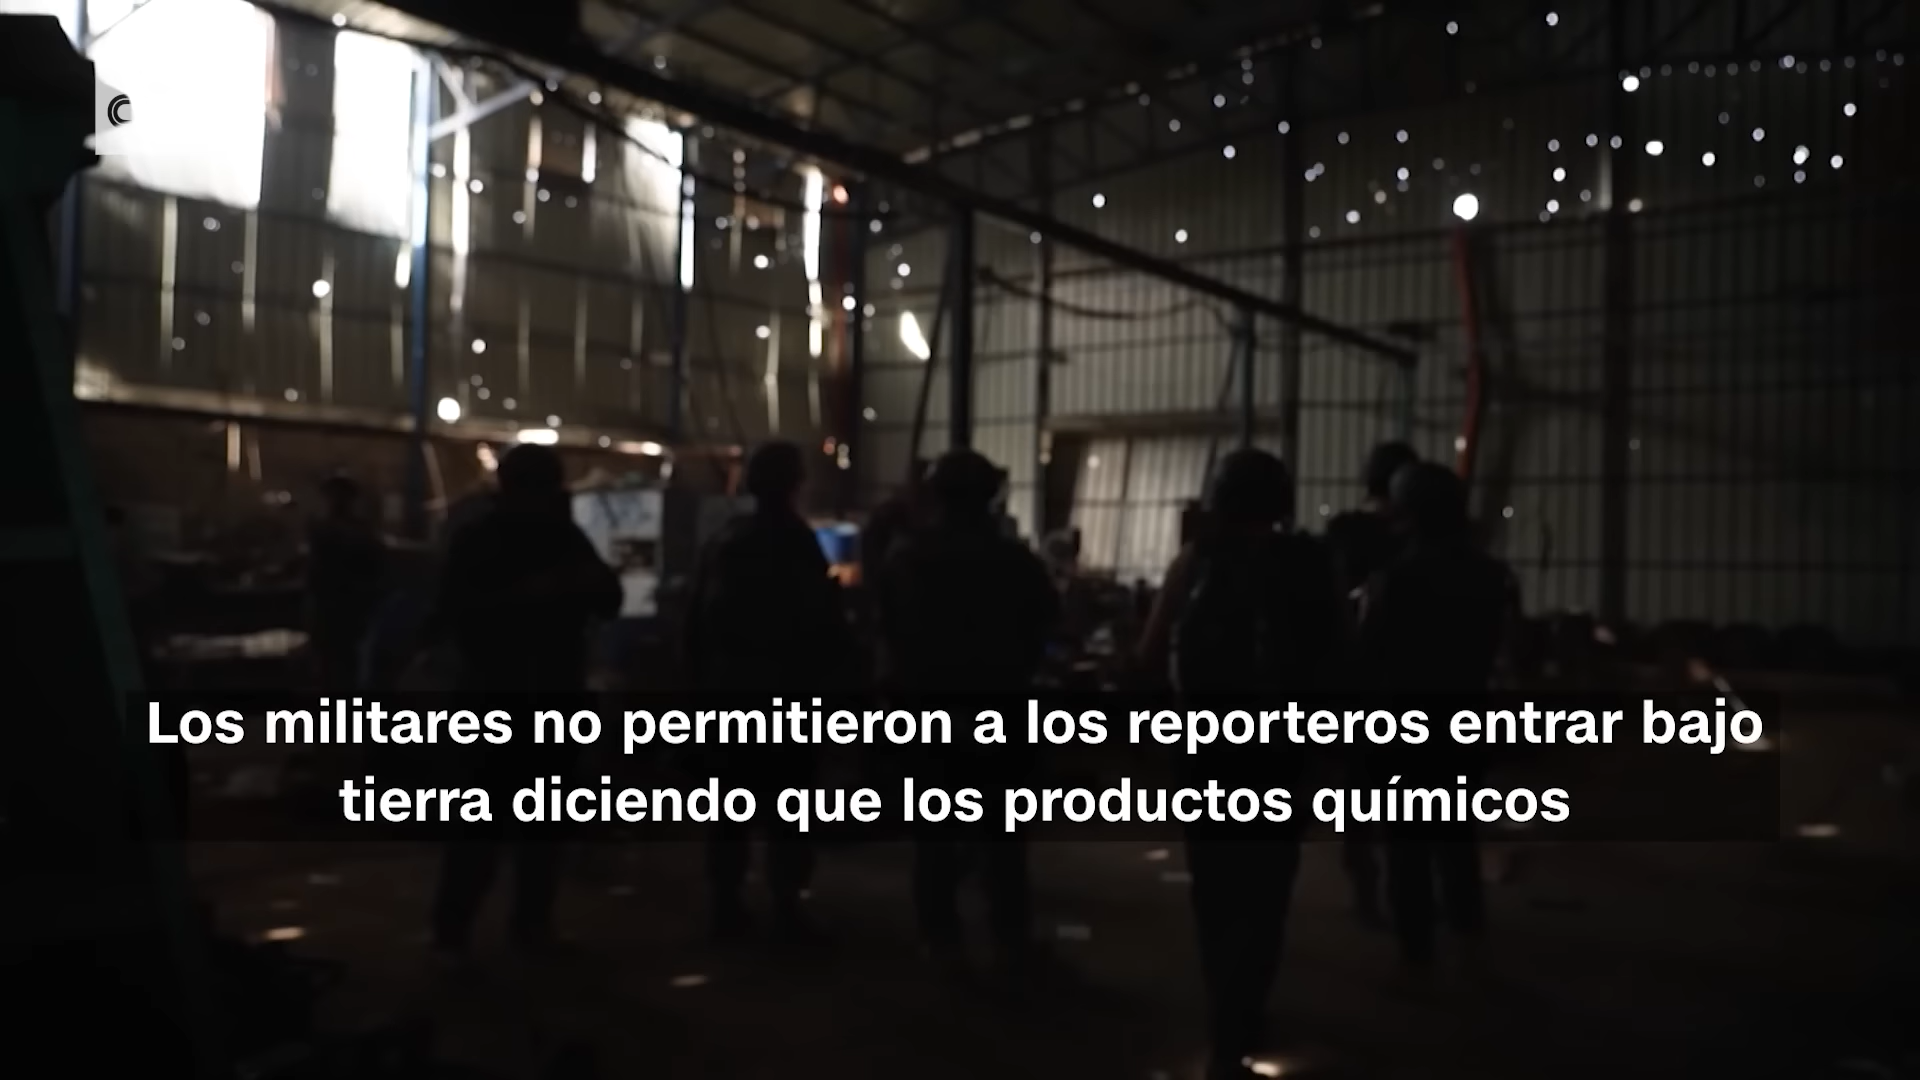 Los militares no permitieron a los reporteros entrar bajo
tierra diciendo que los productos químicos